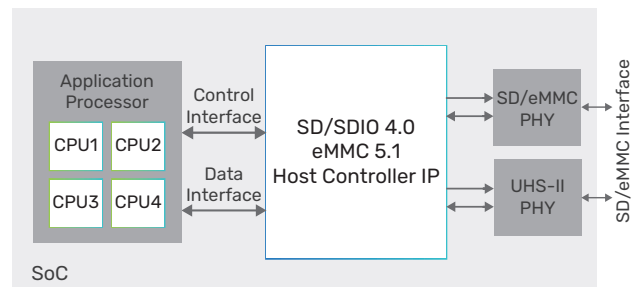 Application
Processor
CPU1
CPU2
CPU3
CPU4
Control
Interface
Data
Interface
SD/SDIO 4.0
eMMC 5.1
Host Controller IP
SD/eMMC
PHY
UHS-II
PHY
SD/eMMC Interface
SoC